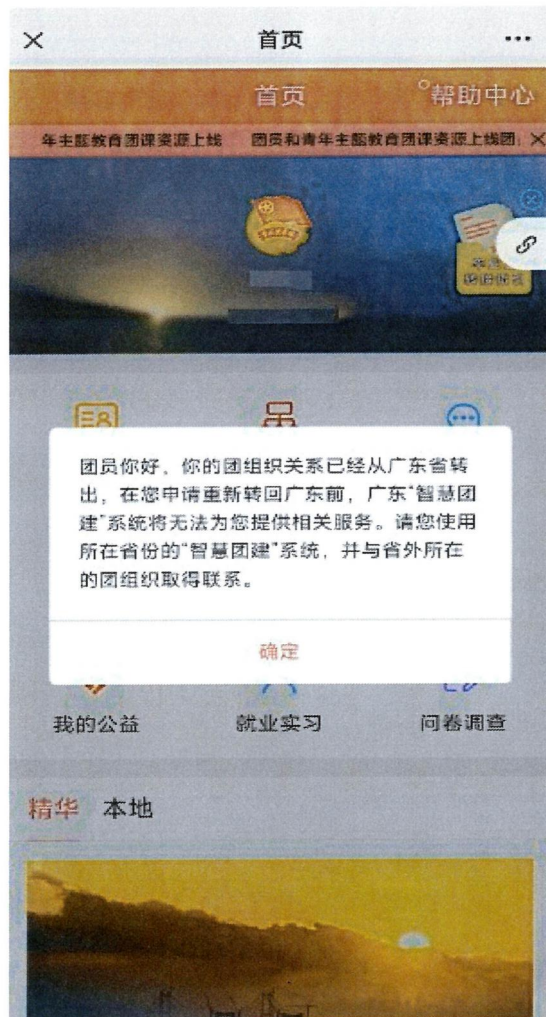 首页
首页
帮助中心
年主题教育团课资源上线 团员和青年主题教育团课资源上线团
团员你好，你的团组织关系已经从广东省转
出，在您申请重新转回广东前，广东“智慧团
建”系统将无法为您提供相关服务。请您使用
所在省份的“智慧团建”系统，并与省外所在
的团组织取得联系。
确定
我的公益
就业实习
问卷调查
精华 本地